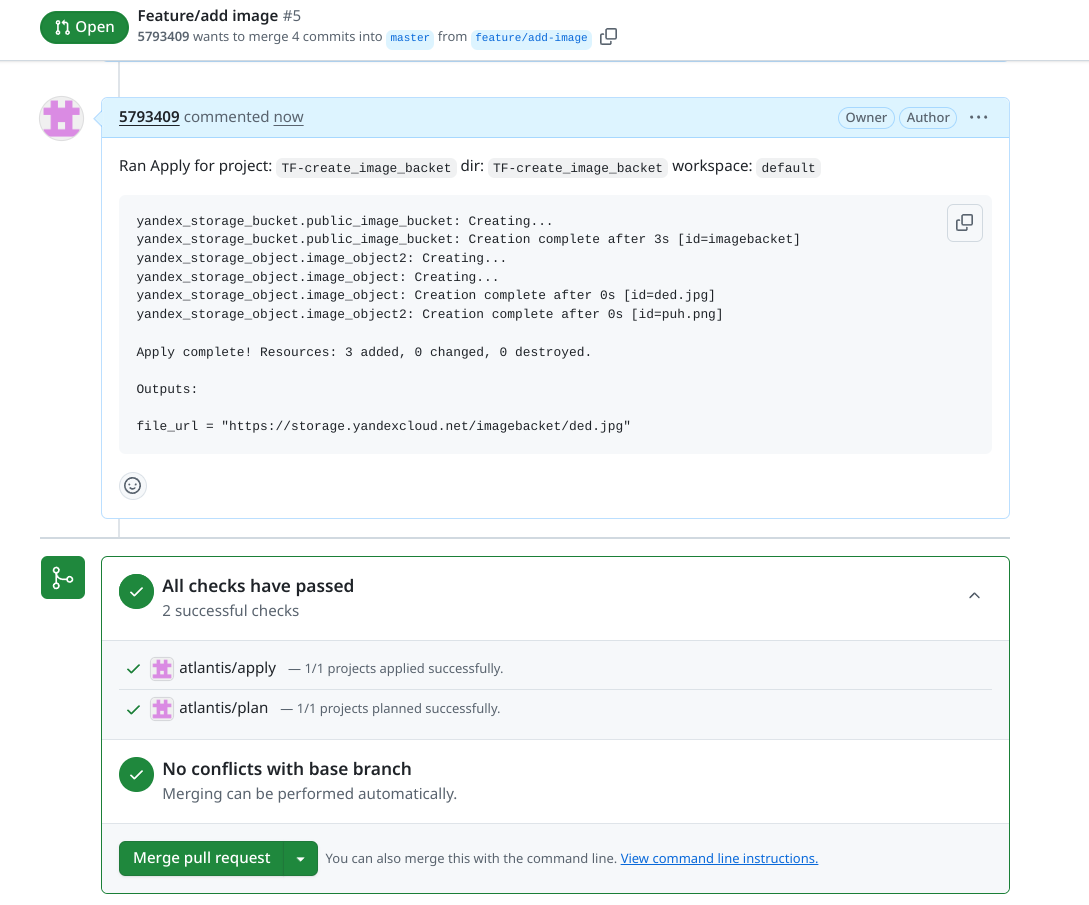 Open
Feature/add image #5
5793409 wants to merge 4 commits into master from feature/add-image
5793409 commented now
Owner
Author
Ran Apply for project: TF-create_image_backet dir: TF-create_image_backet workspace: default
yandex_storage_bucket.public_image_bucket: Creating...
yandex_storage_bucket.public_image_bucket: Creation complete after 3s [id=imagebacket]
yandex_storage_object.image_object2: Creating...
yandex_storage_object.image_object: Creating...
yandex_storage_object.image_object: Creation complete after 0s [id=ded.jpg]
yandex_storage_object.image_object2: Creation complete after 0s [id=puh.png]
Apply complete! Resources: 3 added, 0 changed, 0 destroyed.
Outputs:
file_url = "https://storage.yandexcloud.net/imagebacket/ded.jpg"
All checks have passed
2 successful checks
atlantis/apply — 1/1 projects applied successfully.
atlantis/plan — 1/1 projects planned successfully.
No conflicts with base branch
Merging can be performed automatically.
Merge pull request
You can also merge this with the command line. View command line instructions.